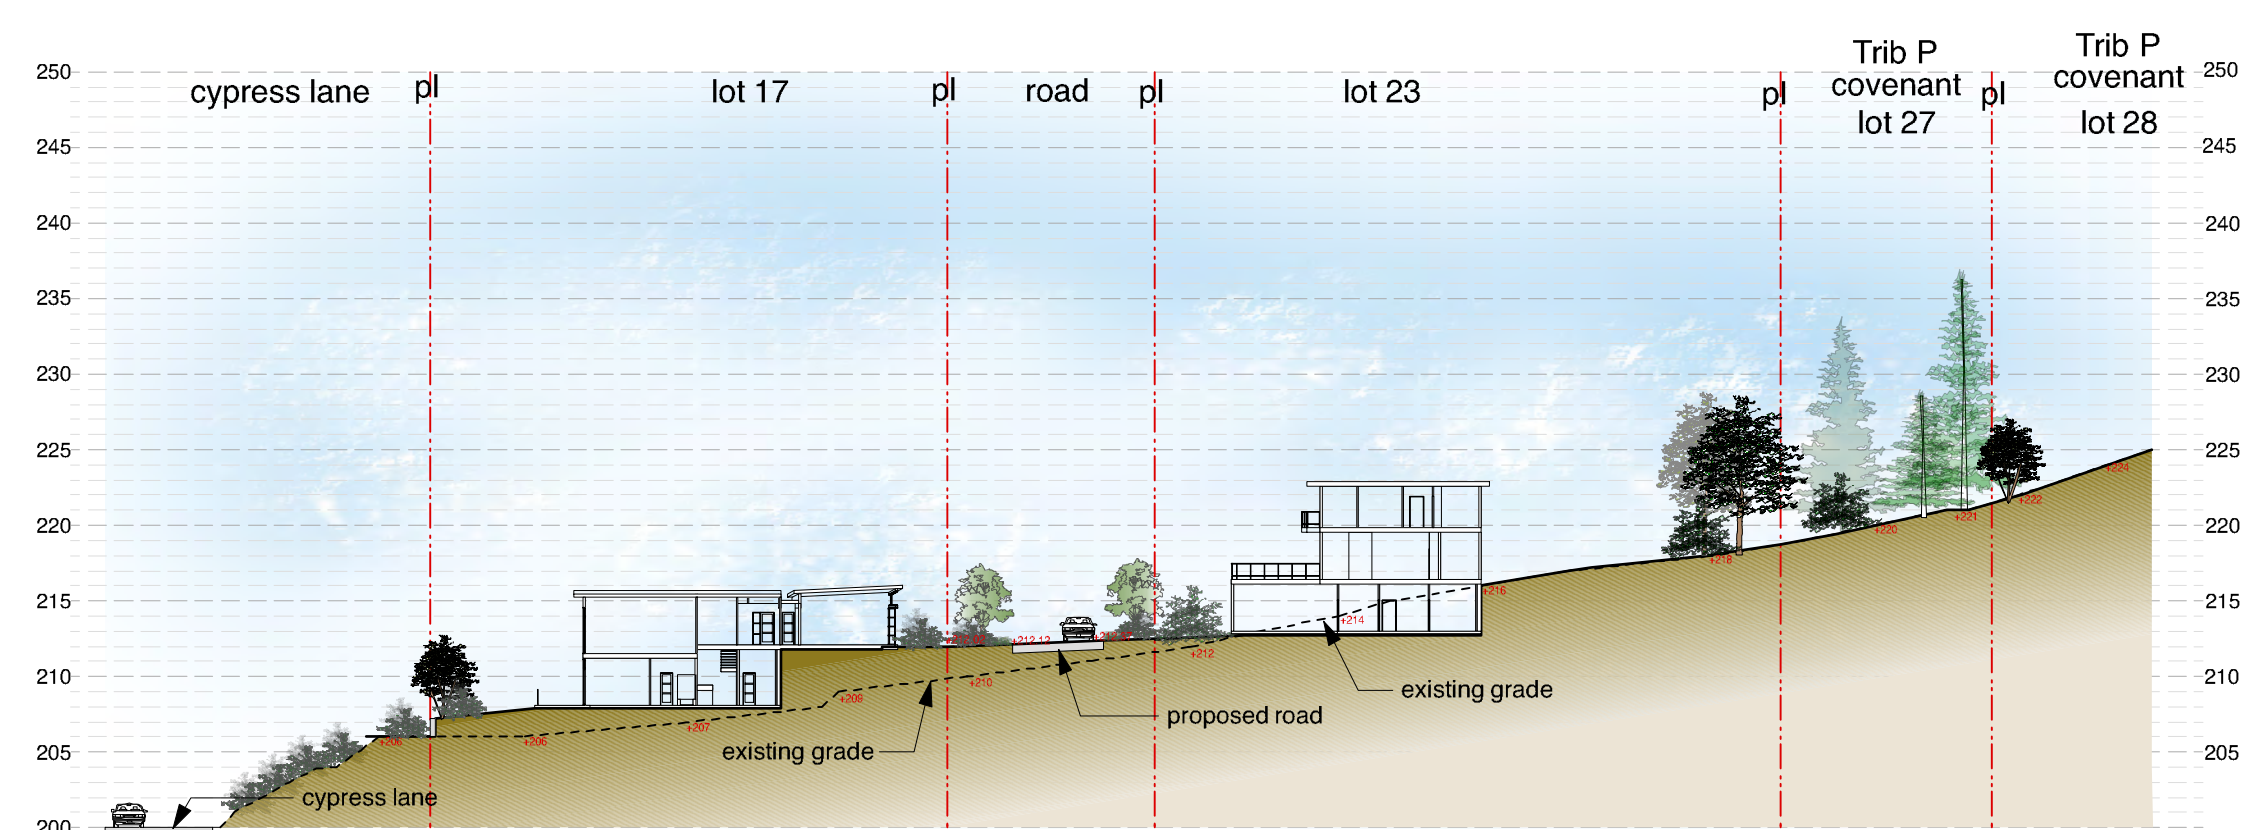 Trib P
covenant
lot 27
Trib P
covenant
lot 28
cypress lane
pl
lot 17
pl
road
pl
lot 23
pl
pl
250
245
240
235
230
225
220
215
210
205
200
250
245
240
235
230
225
220
215
210
205
+206
+206
+207
+209
+210
+212.12
+212
+214
+216
+218
+220
+221
+222
+224
existing grade
proposed road
existing grade
cypress lane